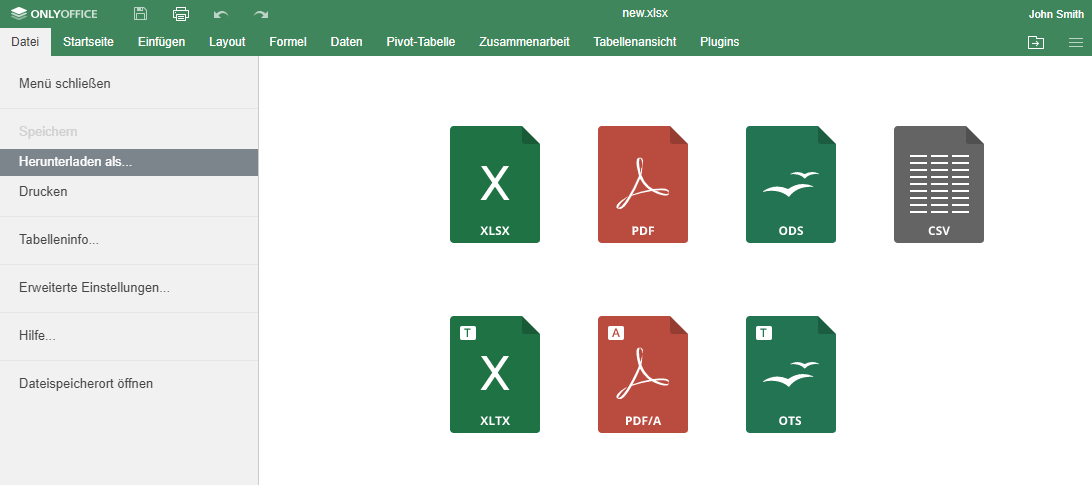 ONLYOFFICE
new.xlsx
John Smith
Datei Startseite Einfügen Layout Formel Daten Pivot-Tabelle Zusammenarbeit Tabellenansicht Plugins
Menü schließen
Speichern
Herunterladen als...
Drucken
Tabelleninfo...
Erweiterte Einstellungen...
Hilfe...
Dateispeicherort öffnen
X
XLSX
PDF
ODS
CSV
T
X
XLTX
A
PDF/A
T
OTS